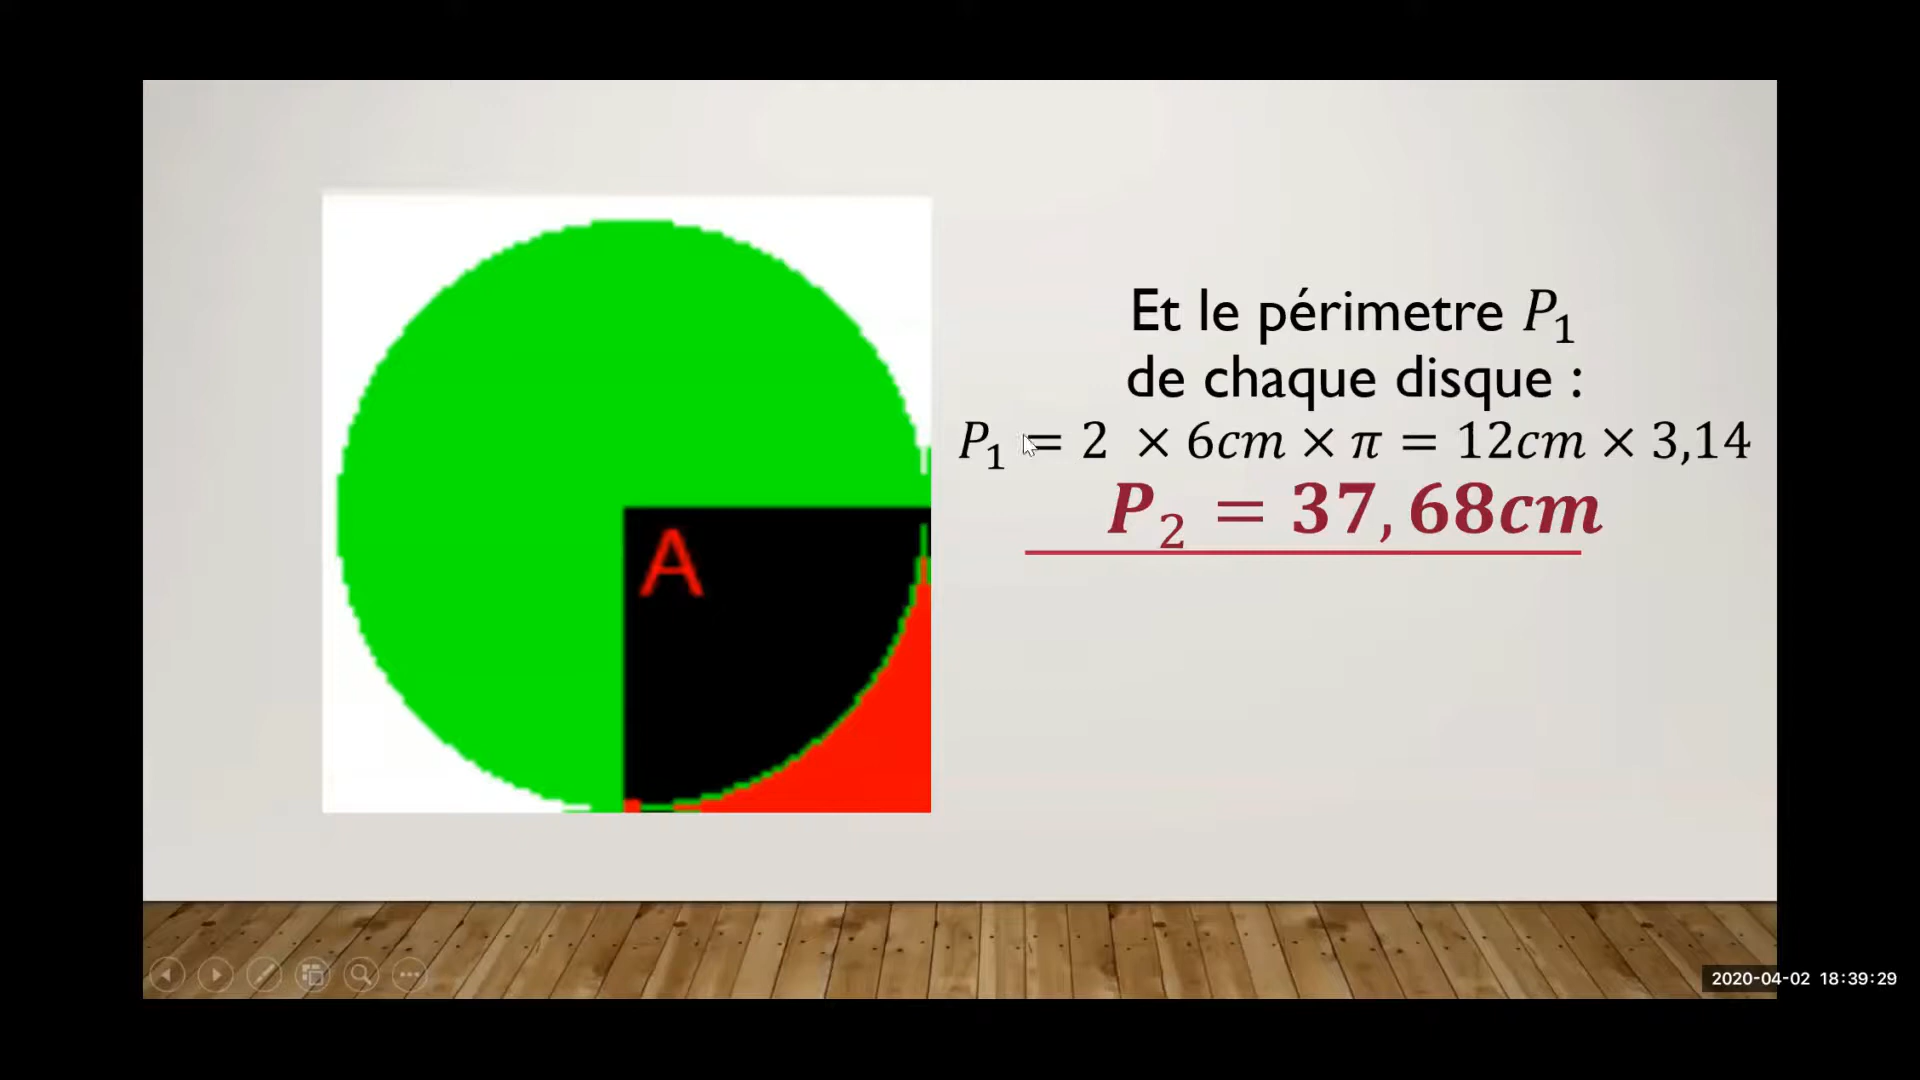 A
Et le périmetre P₁
de chaque disque :
P₁ = 2 × 6cm × π = 12cm × 3,14
P₂ = 37,68cm
2020-04-02 18:39:29